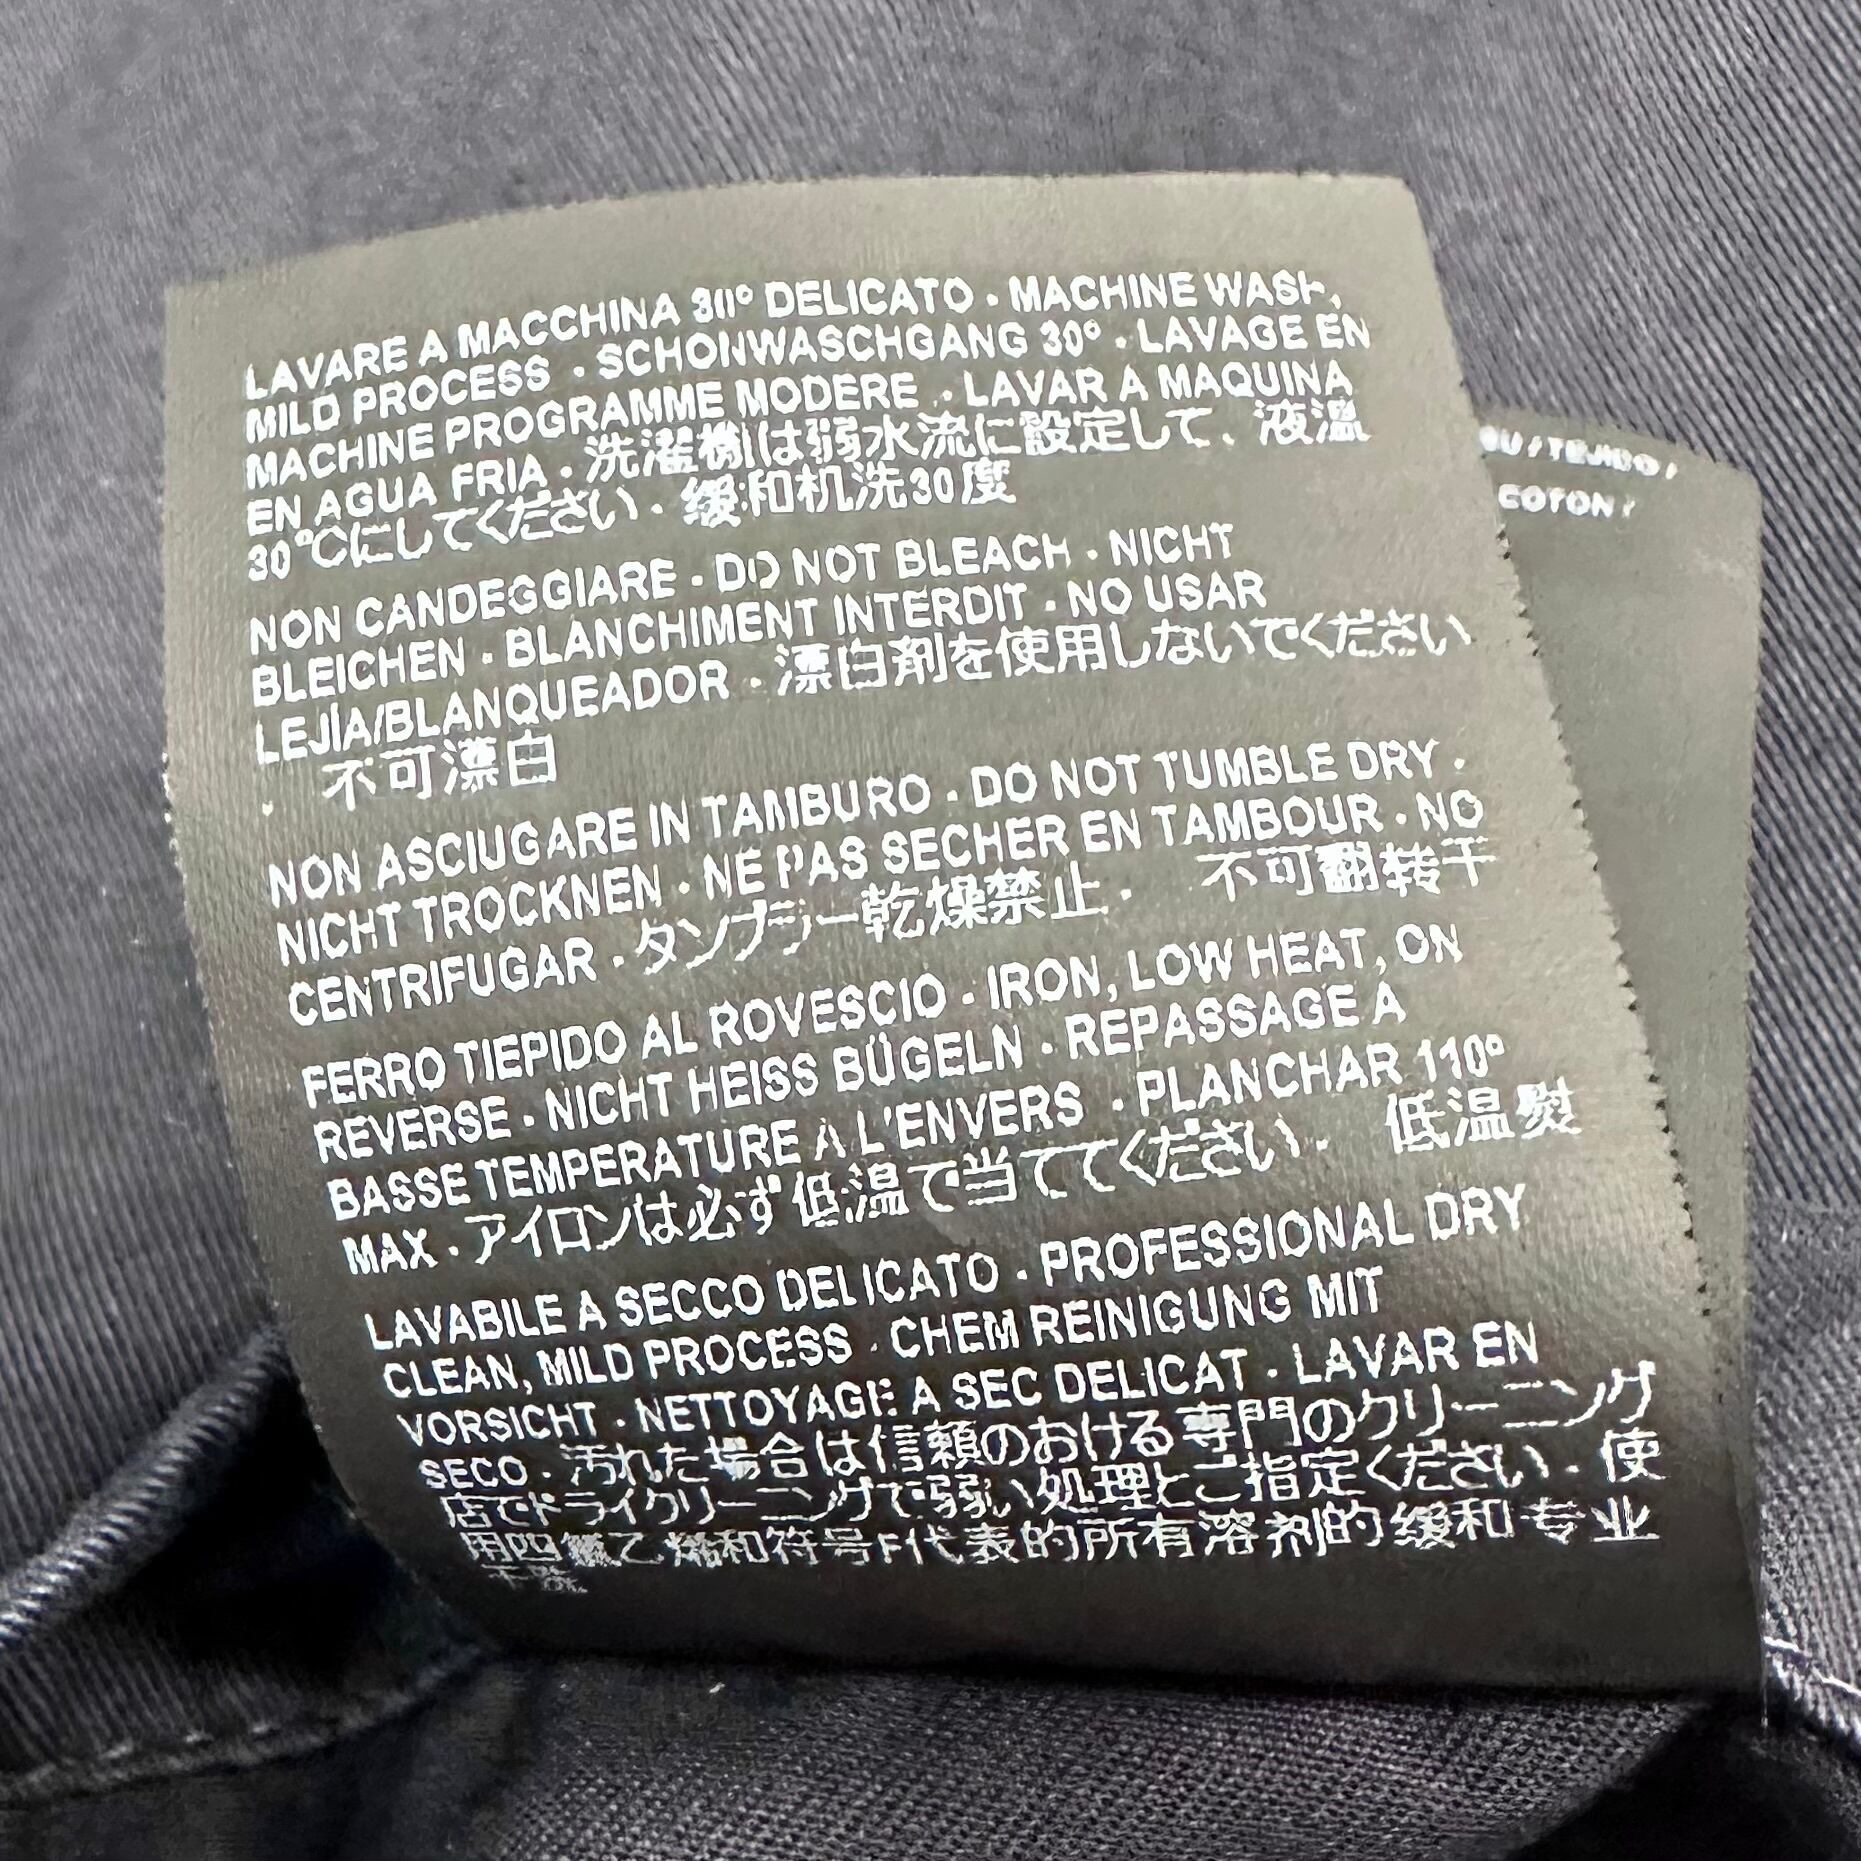 LAVARE A MACCHINA 30° DELICATO · MACHINE WASH,
MILD PROCESS · SCHONWASCHGANG 30° · LAVAGE EN
MACHINE PROGRAMME MODERE · LAVAR A MAQUINA
EN AGUA FRIA · 洗濯機は弱水流に設定して、液温
30℃にしてください · 缓和机洗30度
NON CANDEGGIARE · DO NOT BLEACH · NICHT
BLEICHEN · BLANCHIMENT INTERDIT · NO USAR
LEJÍA/BLANQUEADOR · 漂白剤を使用しないでください
· 不可漂白
NON ASCIUGARE IN TAMBURO · DO NOT TUMBLE DRY ·
NICHT TROCKNEN · NE PAS SECHER EN TAMBOUR · NO
CENTRIFUGAR · タンブラー乾燥禁止 · 不可翻转干
FERRO TIEPIDO AL ROVESCIO · IRON, LOW HEAT, ON
REVERSE · NICHT HEISS BÜGELN · REPASSAGE A
BASSE TEMPERATURE A L'ENVERS · PLANCHAR 110°
MAX · アイロンは必ず低温で当ててください · 低温熨
LAVABILE A SECCO DELICATO · PROFESSIONAL DRY
CLEAN, MILD PROCESS · CHEM REINIGUNG MIT
VORSICHT · NETTOYAGE A SEC DELICAT · LAVAR EN
SECO · 汚れた場合は信頼のおける専門のクリーニング
店でドライクリーニングで弱い処理とご指定ください · 使
用四氯乙烯和符号F代表的所有溶剂的缓和专业
TEJIDO /
COTON /